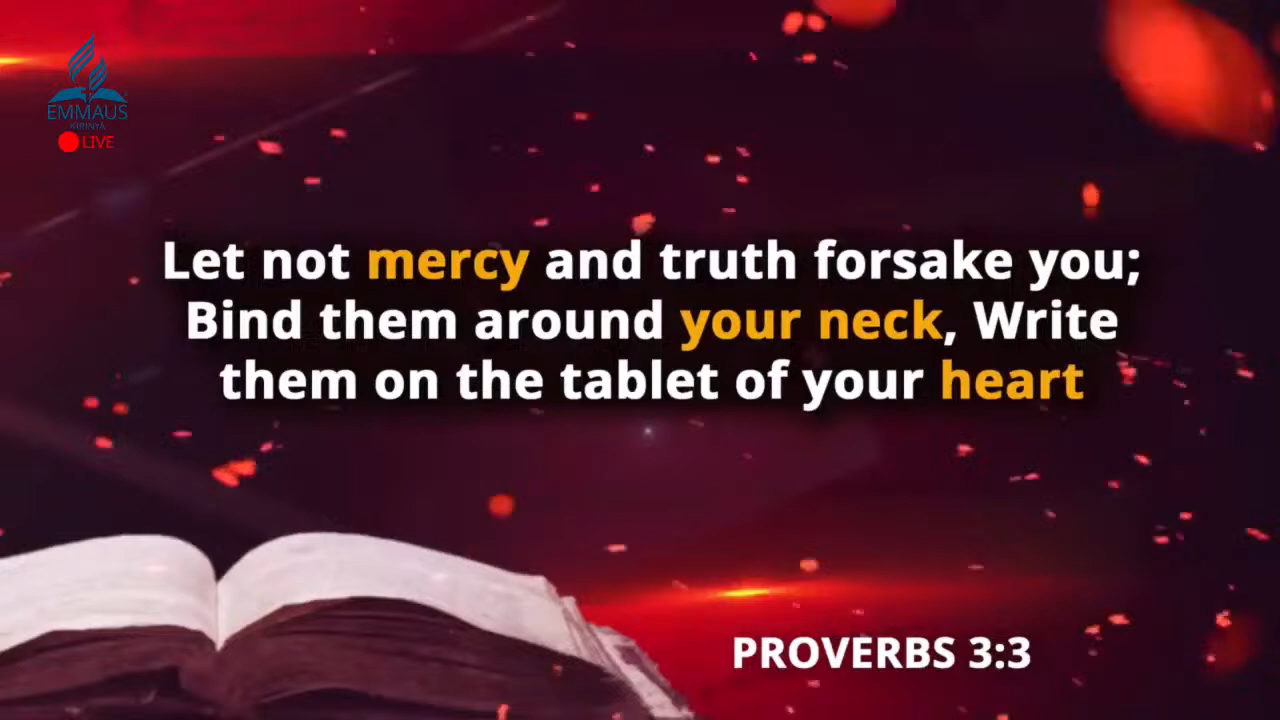 EMMAUS
KIRINYA
LIVE
Let not mercy and truth forsake you;
Bind them around your neck, Write
them on the tablet of your heart
PROVERBS 3:3